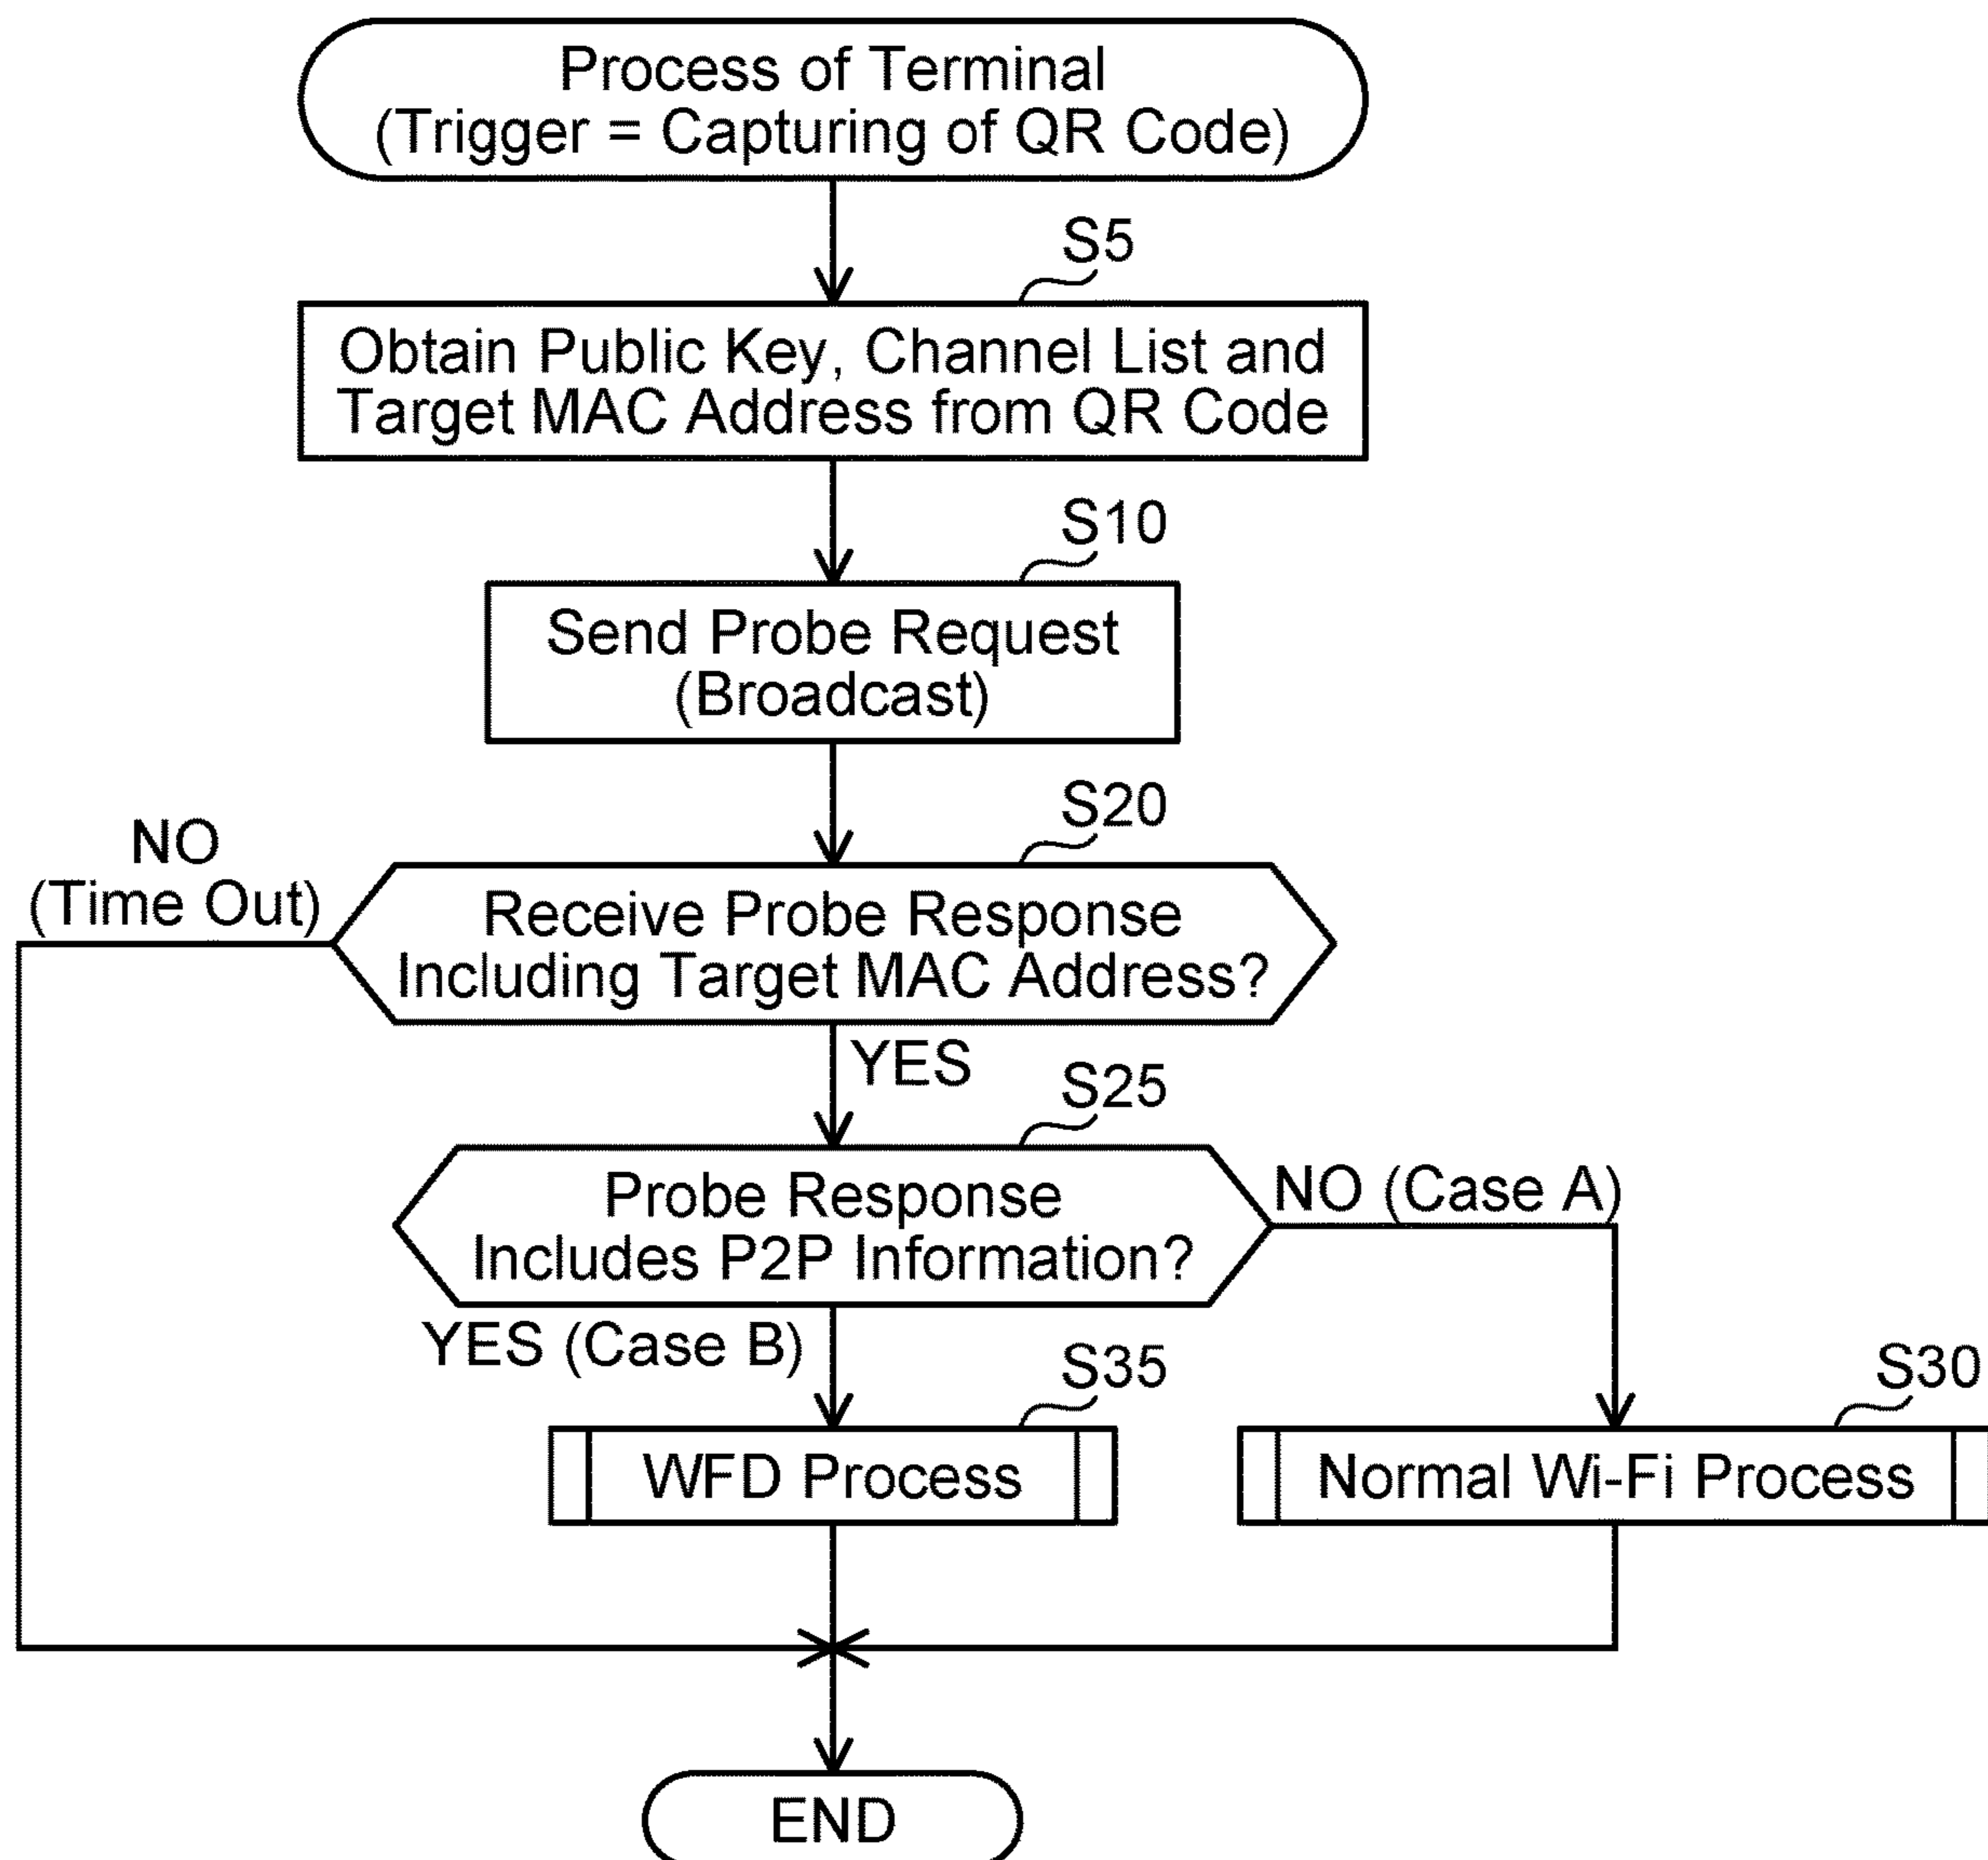 Process of Terminal
(Trigger = Capturing of QR Code)
S5
Obtain Public Key, Channel List and
Target MAC Address from QR Code
S10
Send Probe Request
(Broadcast)
S20
NO
(Time Out)
Receive Probe Response
Including Target MAC Address?
YES
S25
Probe Response
Includes P2P Information?
NO (Case A)
YES (Case B)
S35
S30
WFD Process
Normal Wi-Fi Process
END